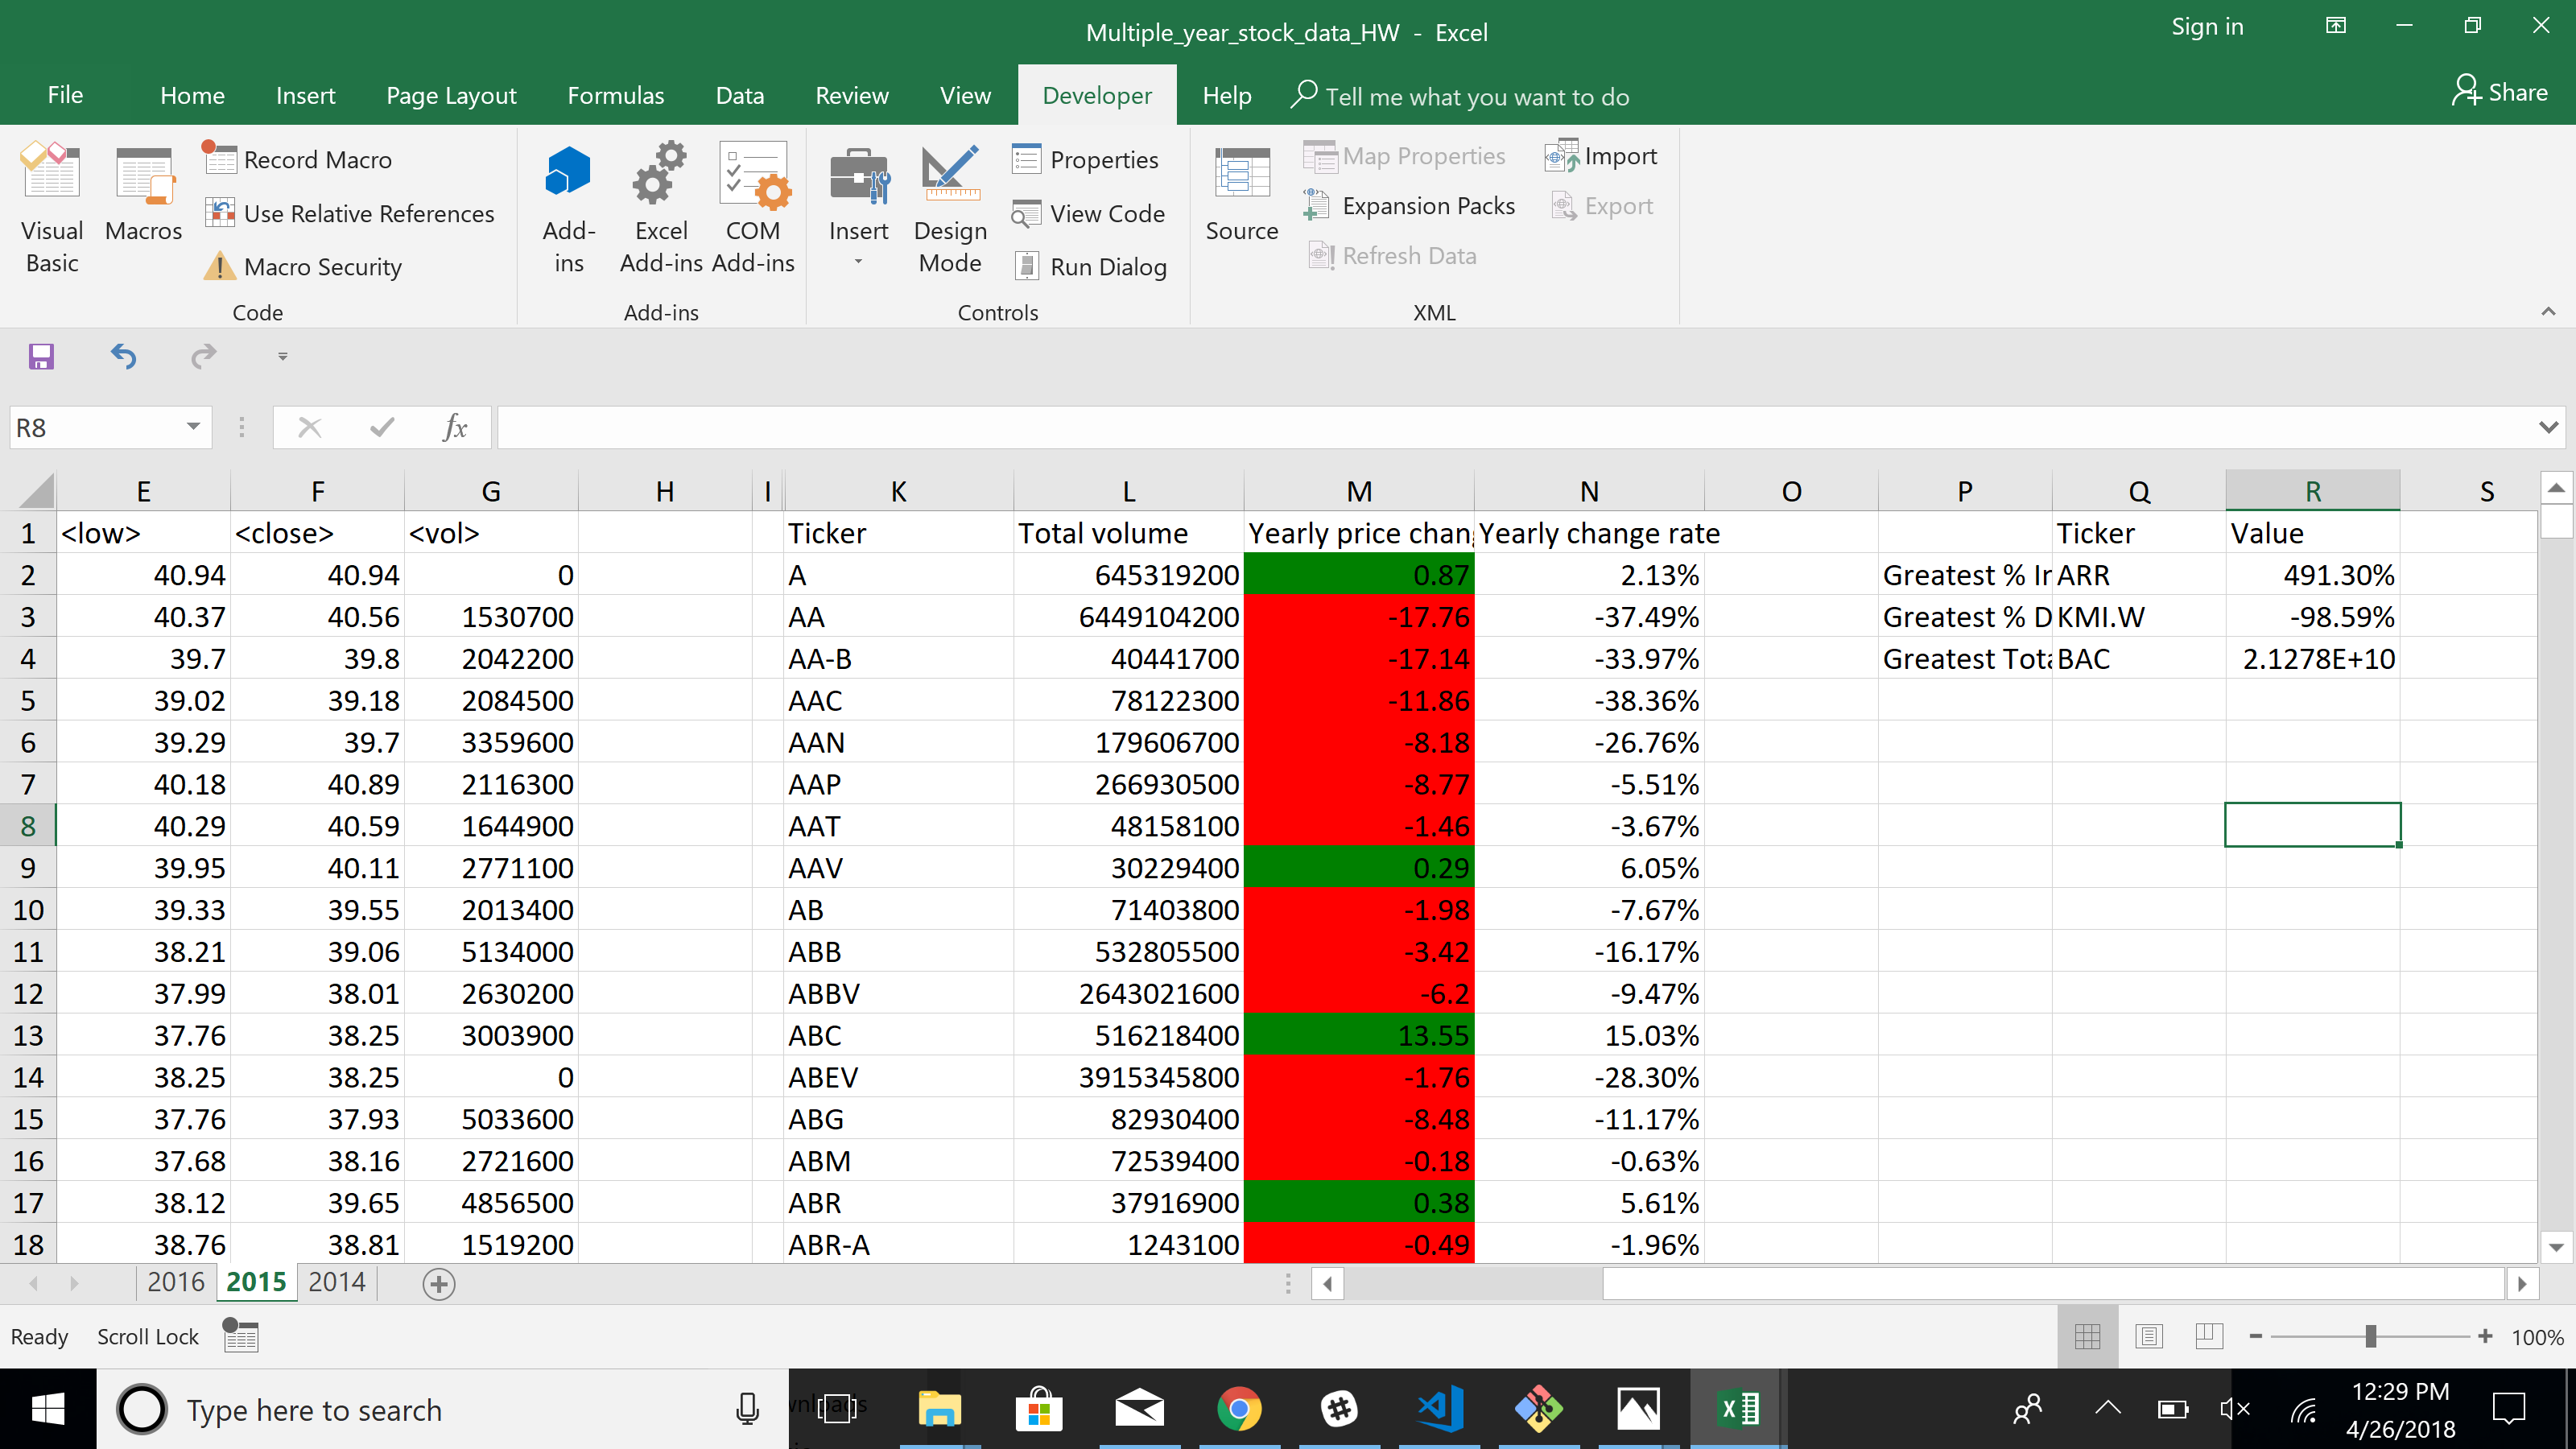 Multiple_year_stock_data_HW - Excel
Sign in
File Home Insert Page Layout Formulas Data Review View Developer Help Tell me what you want to do Share
Visual Basic
Macros
Record Macro
Use Relative References
Macro Security
Code
Add-ins
Excel Add-ins
COM Add-ins
Add-ins
Insert
Design Mode
Properties
View Code
Run Dialog
Controls
Source
Map Properties
Expansion Packs
Refresh Data
Import
Export
XML
R8 fx
E F G H I K L M N O P Q R S
1 <low> <close> <vol> Ticker Total volume Yearly price chang Yearly change rate Ticker Value
2 40.94 40.94 0 A 645319200 0.87 2.13% Greatest % In ARR 491.30%
3 40.37 40.56 1530700 AA 6449104200 -17.76 -37.49% Greatest % D KMI.W -98.59%
4 39.7 39.8 2042200 AA-B 40441700 -17.14 -33.97% Greatest Tota BAC 2.1278E+10
5 39.02 39.18 2084500 AAC 78122300 -11.86 -38.36%
6 39.29 39.7 3359600 AAN 179606700 -8.18 -26.76%
7 40.18 40.89 2116300 AAP 266930500 -8.77 -5.51%
8 40.29 40.59 1644900 AAT 48158100 -1.46 -3.67%
9 39.95 40.11 2771100 AAV 30229400 0.29 6.05%
10 39.33 39.55 2013400 AB 71403800 -1.98 -7.67%
11 38.21 39.06 5134000 ABB 532805500 -3.42 -16.17%
12 37.99 38.01 2630200 ABBV 2643021600 -6.2 -9.47%
13 37.76 38.25 3003900 ABC 516218400 13.55 15.03%
14 38.25 38.25 0 ABEV 3915345800 -1.76 -28.30%
15 37.76 37.93 5033600 ABG 82930400 -8.48 -11.17%
16 37.68 38.16 2721600 ABM 72539400 -0.18 -0.63%
17 38.12 39.65 4856500 ABR 37916900 0.38 5.61%
18 38.76 38.81 1519200 ABR-A 1243100 -0.49 -1.96%
2016 2015 2014
Ready Scroll Lock 100%
Type here to search
12:29 PM
4/26/2018